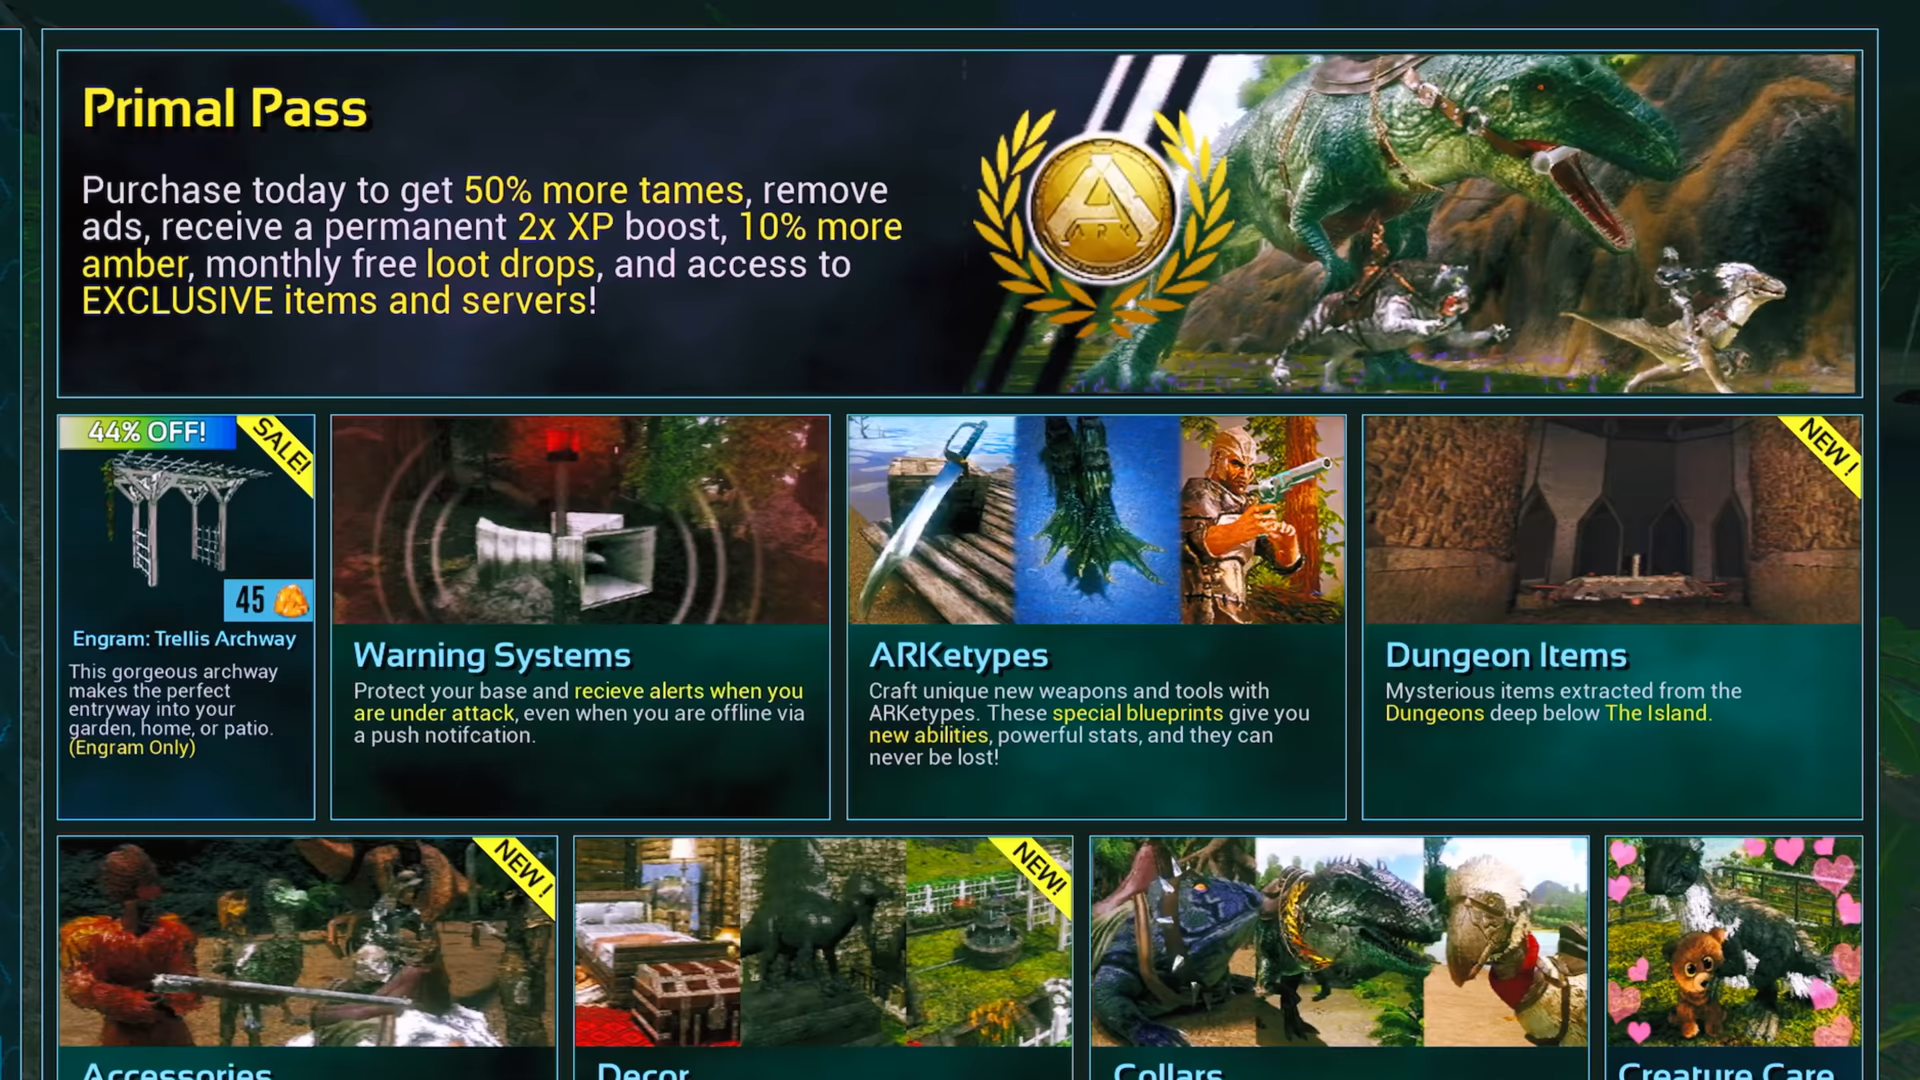 Primal Pass
Purchase today to get 50% more tames, remove
ads, receive a permanent 2x XP boost, 10% more
amber, monthly free loot drops, and access to
EXCLUSIVE items and servers!
ARK
44% OFF!
SALE!
45
Engram: Trellis Archway
This gorgeous archway
makes the perfect
entryway into your
garden, home, or patio.
(Engram Only)
Warning Systems
Protect your base and recieve alerts when you
are under attack, even when you are offline via
a push notifcation.
ARKetypes
Craft unique new weapons and tools with
ARKetypes. These special blueprints give you
new abilities, powerful stats, and they can
never be lost!
NEW!
Dungeon Items
Mysterious items extracted from the
Dungeons deep below The Island.
NEW!
Accessories
NEW!
Decor
Collars
Creature Care